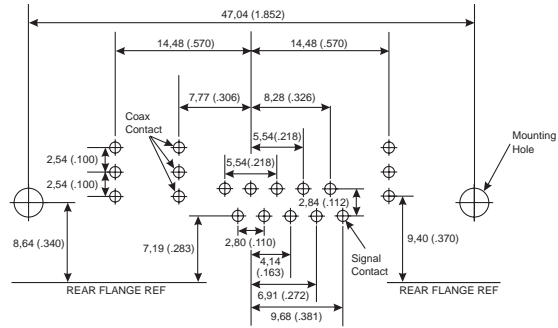 47,04 (1.852)
14,48 (.570)
14,48 (.570)
7,77 (.306)
8,28 (.326)
Coax
Contact
5,54(.218)
Mounting
Hole
2,54 (.100)
5,54(.218)
2,54 (.100)
2,84 (.112)
8,64 (.340)
7,19 (.283)
2,80 (.110)
9,40 (.370)
4,14
(.163)
Signal
Contact
REAR FLANGE REF
6,91 (.272)
REAR FLANGE REF
9,68 (.381)